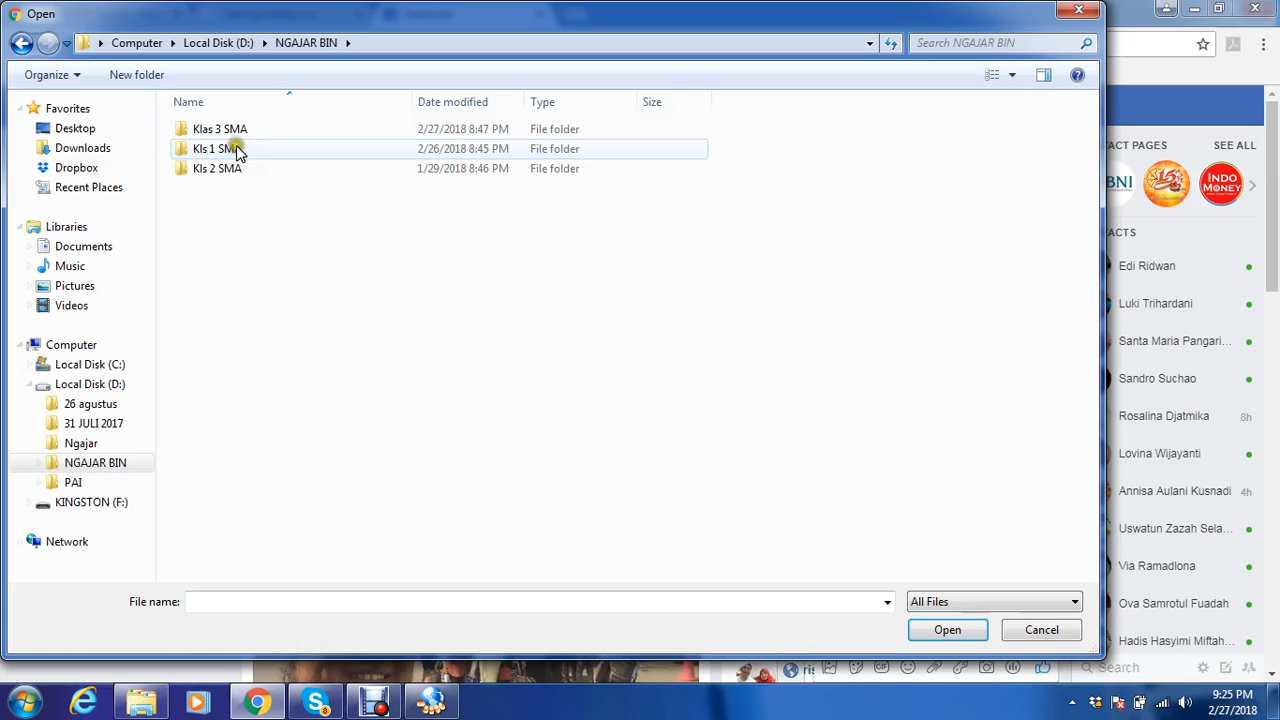 Open
Computer
Local Disk (D:)
NGAJAR BIN
Search NGAJAR BIN
Organize
New folder
Favorites
Desktop
Downloads
Dropbox
Recent Places
Libraries
Documents
Music
Pictures
Videos
Computer
Local Disk (C:)
Local Disk (D:)
26 agustus
31 JULI 2017
Ngajar
NGAJAR BIN
PAI
KINGSTON (F:)
Network
Name Date modified Type Size
Klas 3 SMA 2/27/2018 8:47 PM File folder
Kls 1 SMA 2/26/2018 8:45 PM File folder
Kls 2 SMA 1/29/2018 8:46 PM File folder
File name:
All Files
Open
Cancel
PAGES SEE ALL
BNI
INDO
MONEY
Edi Ridwan
Luki Trihardani
Santa Maria Pangari...
Sandro Suchao
Rosalina Djatmika 8h
Lovina Wijayanti
Annisa Aulani Kusnadi 4h
Uswatun Zazah Sela...
Via Ramadlona
Ova Samrotul Fuadah
Hadis Hasyimi Miftah...
Search
GIF
8
9:25 PM
2/27/2018